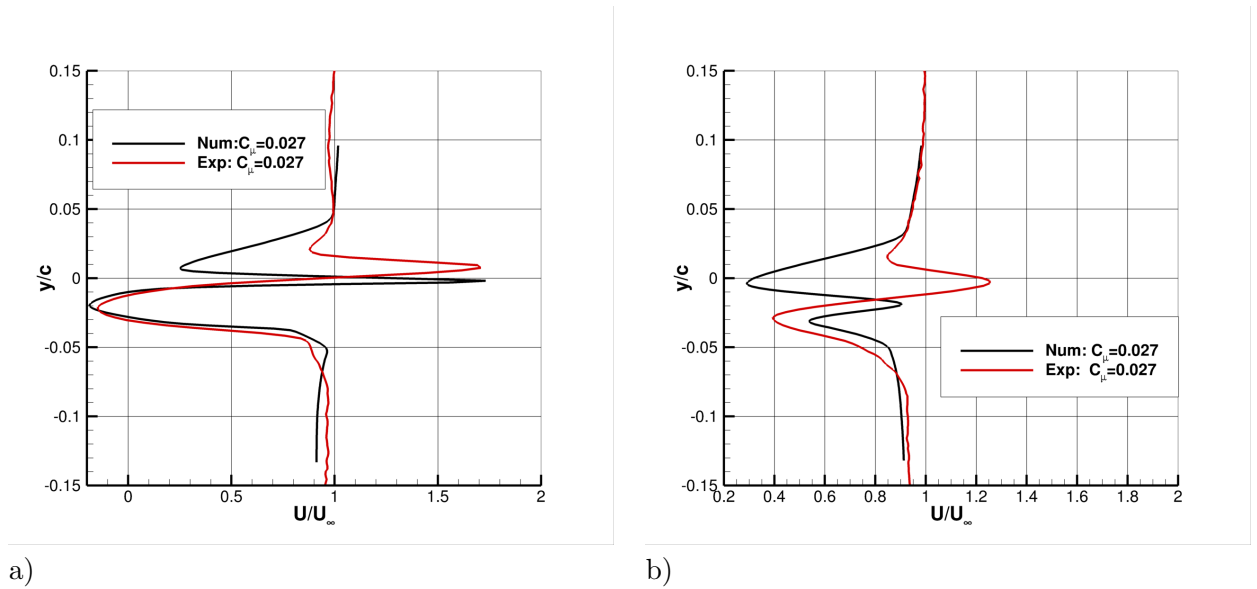 0.15
0.1
0.05
0
-0.05
-0.1
-0.15
y/c
0 0.5 1 1.5 2
U/U∞
Num:Cμ=0.027
Exp: Cμ=0.027
a)
0.15
0.1
0.05
0
-0.05
-0.1
-0.15
y/c
0.2 0.4 0.6 0.8 1 1.2 1.4 1.6 1.8 2
U/U∞
Num: Cμ=0.027
Exp: Cμ=0.027
b)